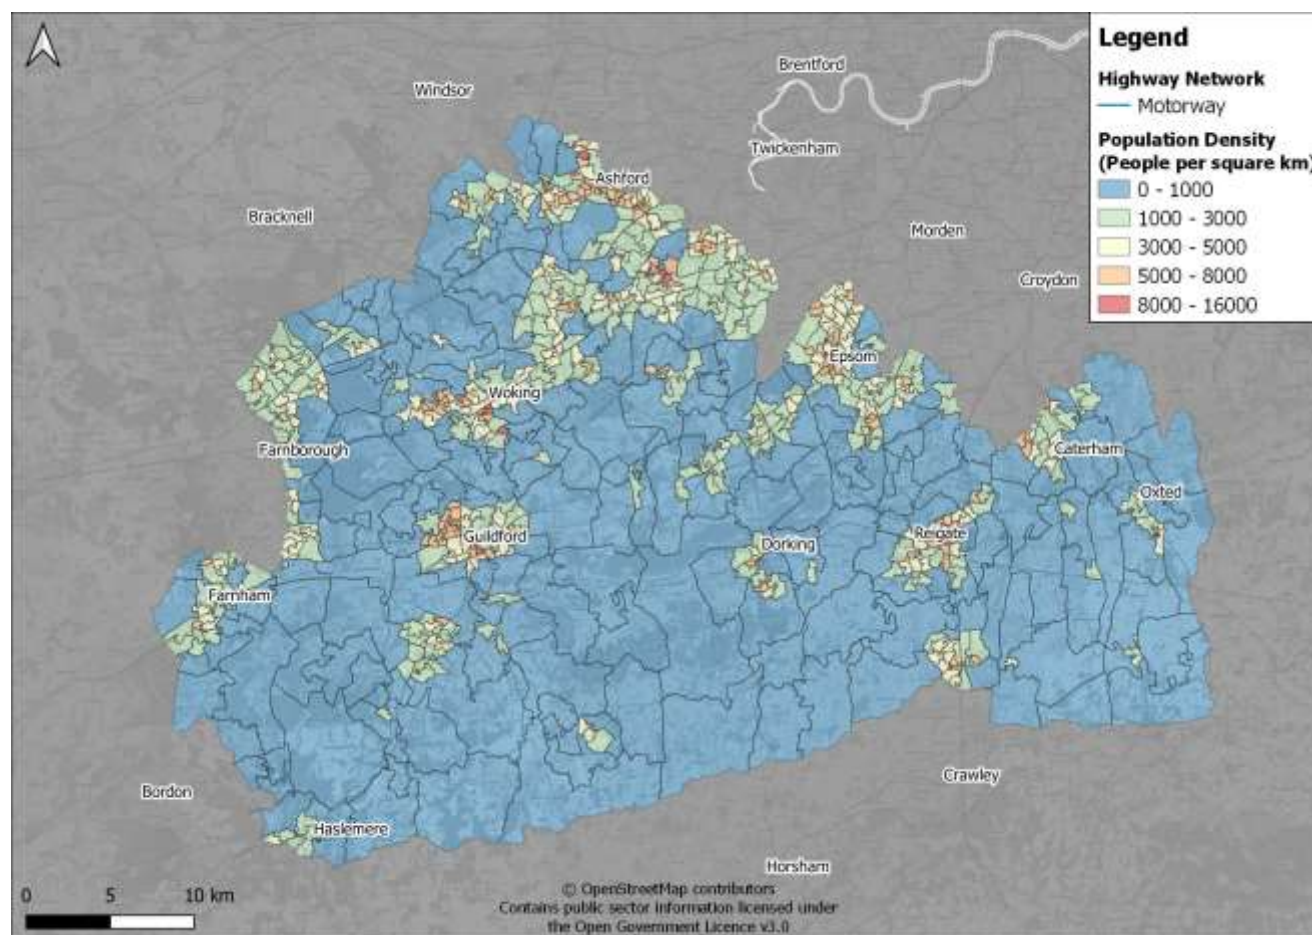 Legend
Highway Network
Motorway
Population Density
(People per square km)
0 - 1000
1000 - 3000
3000 - 5000
5000 - 8000
8000 - 16000
Brentford
Windsor
Twickenham
Ashford
Bracknell
Morden
Croydon
Epsom
Woking
Farnborough
Caterham
Oxted
Guildford
Dorking
Reigate
Farnham
Crawley
Bordon
Haslemere
Horsham
0 5 10 km
© OpenStreetMap contributors
Contains public sector information licensed under
the Open Government Licence v3.0